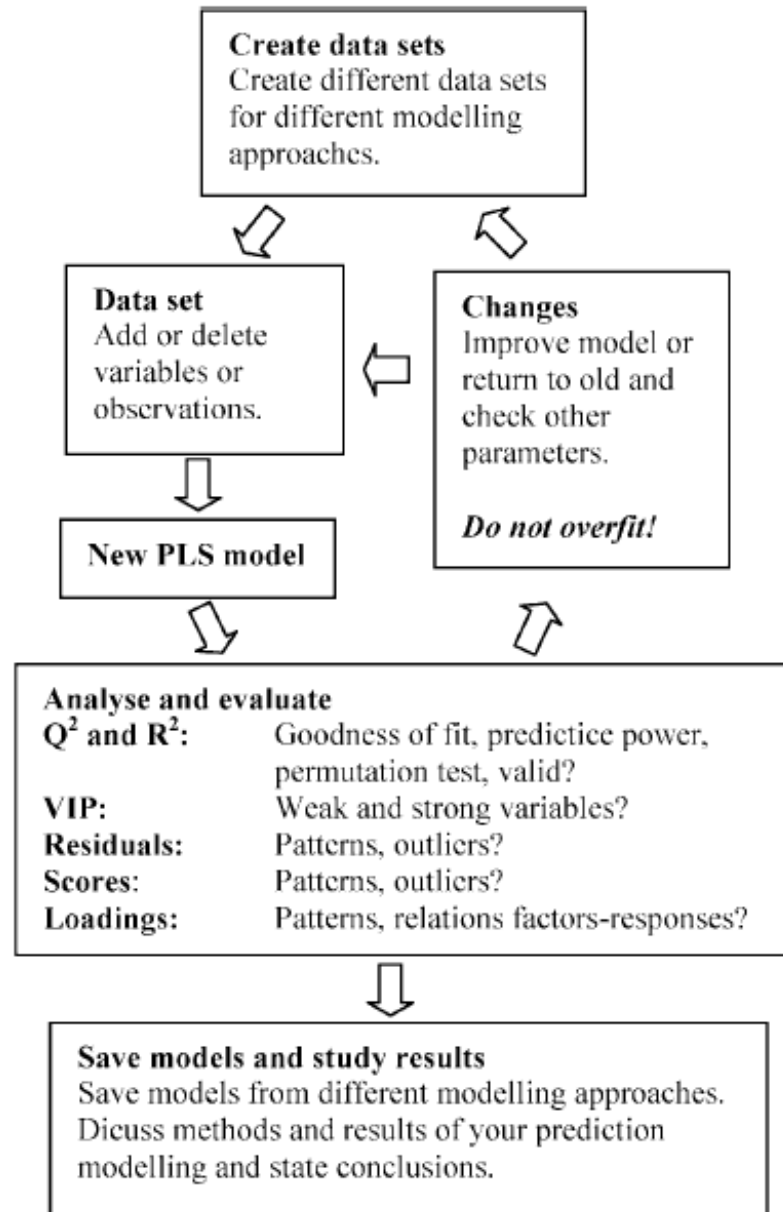 Create data sets
Create different data sets
for different modelling
approaches.
Data set
Add or delete
variables or
observations.
Changes
Improve model or
return to old and
check other
parameters.
Do not overfit!
New PLS model
Analyse and evaluate
Q² and R²: Goodness of fit, predictice power,
permutation test, valid?
VIP: Weak and strong variables?
Residuals: Patterns, outliers?
Scores: Patterns, outliers?
Loadings: Patterns, relations factors-responses?
Save models and study results
Save models from different modelling approaches.
Dicuss methods and results of your prediction
modelling and state conclusions.